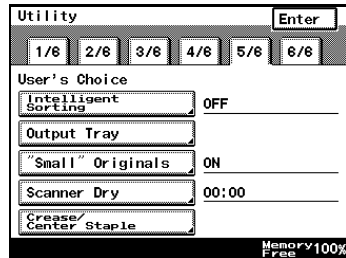 Utility
Enter
1/6 2/6 3/6 4/6 5/6 6/6
User's Choice
Intelligent
Sorting
OFF
Output Tray
"Small" Originals
ON
Scanner Dry
00:00
Crease/
Center Staple
Memory
Free 100%